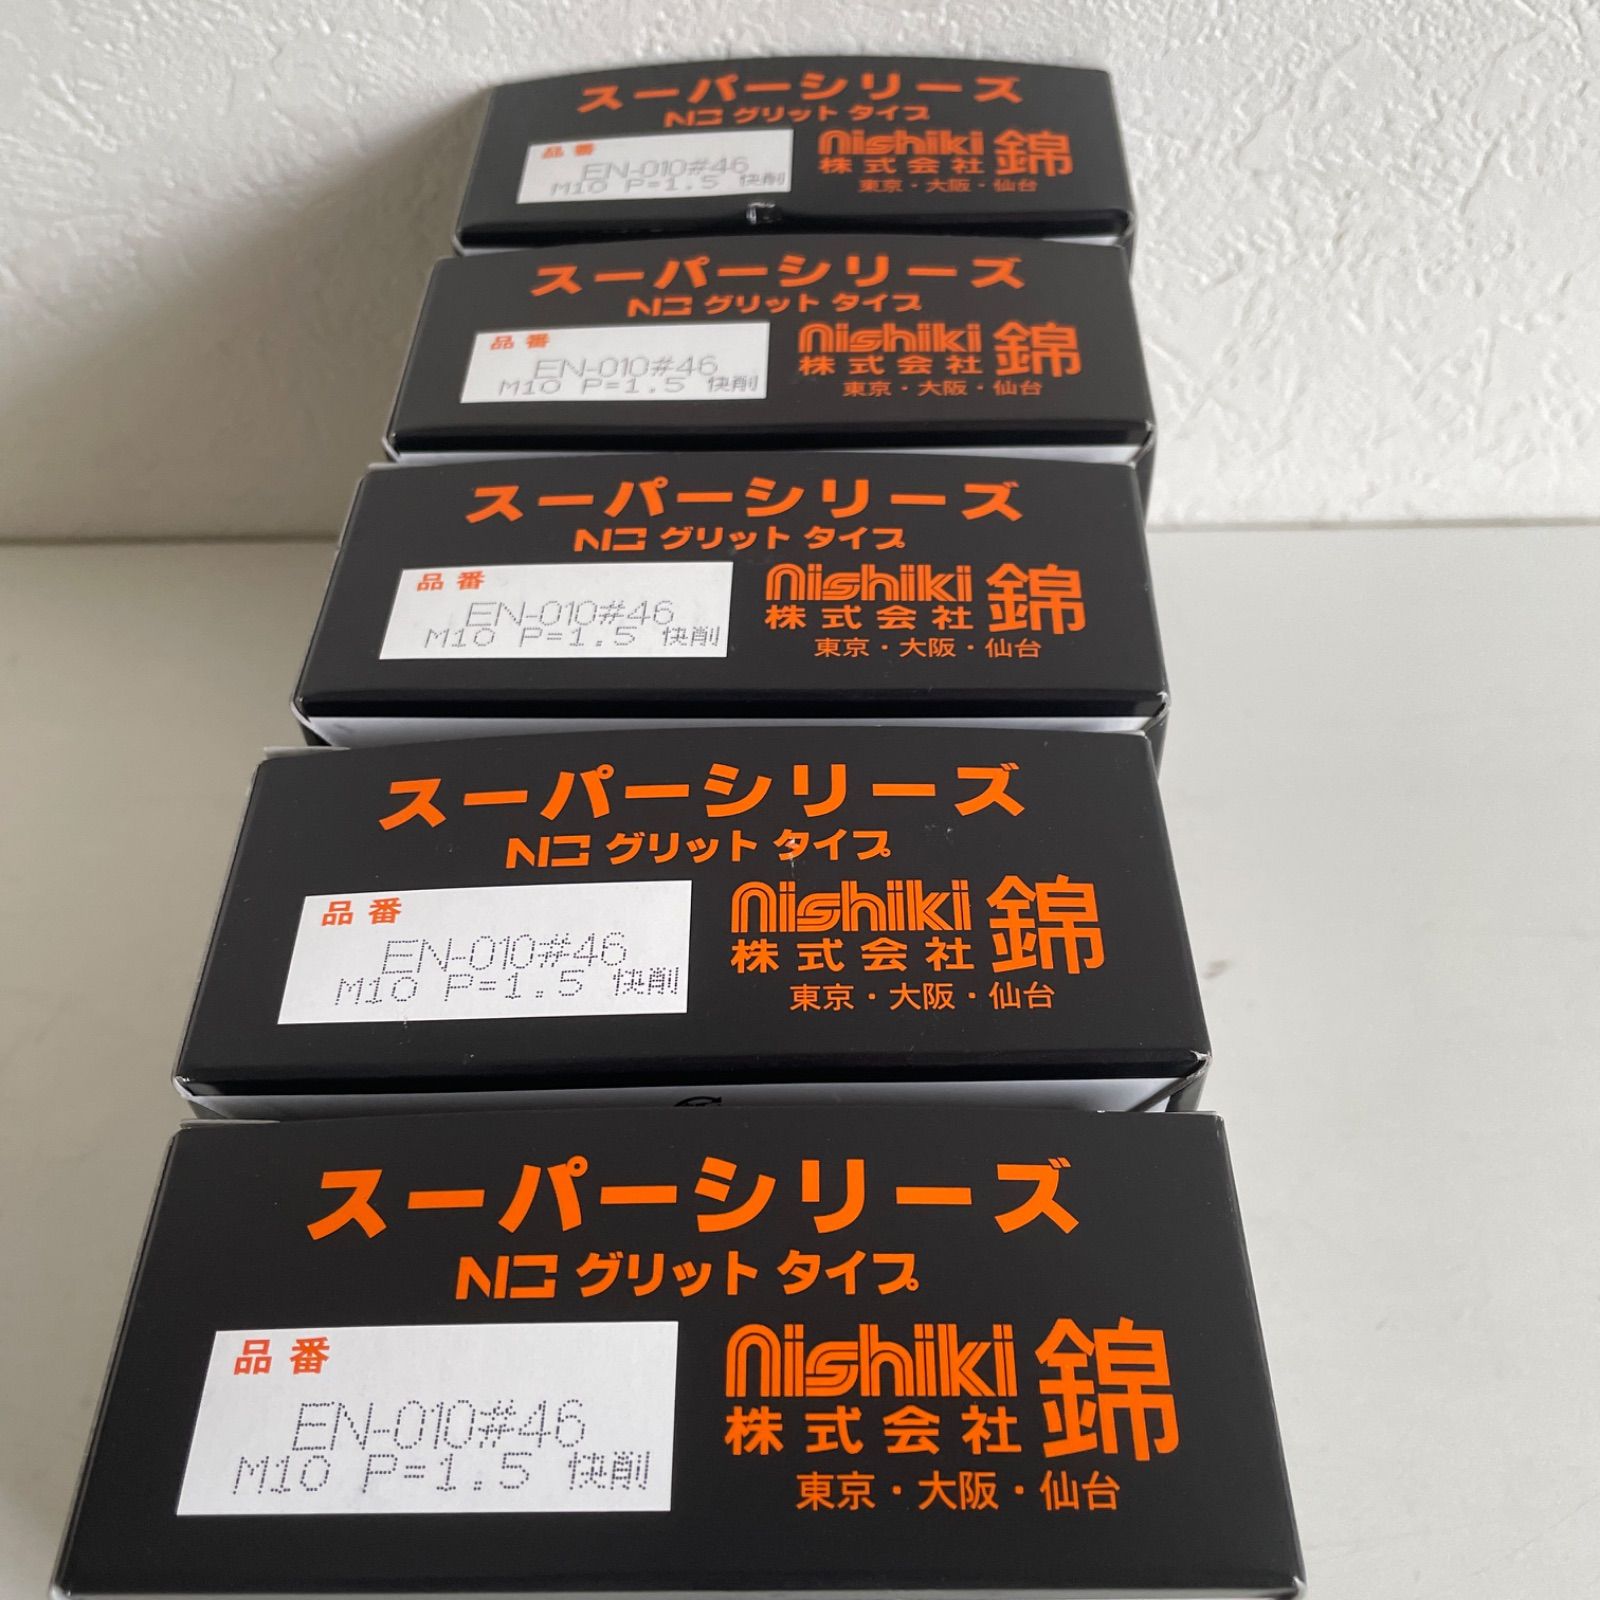 スーパーシリーズ
NC グリット タイプ
品番
EN-010#46
M10 P=1.5 快削
nishiki 錦
株式会社
東京・大阪・仙台
スーパーシリーズ
NC グリット タイプ
品番
EN-010#46
M10 P=1.5 快削
nishiki 錦
株式会社
東京・大阪・仙台
スーパーシリーズ
NC グリット タイプ
品番
EN-010#46
M10 P=1.5 快削
nishiki 錦
株式会社
東京・大阪・仙台
スーパーシリーズ
NC グリット タイプ
品番
EN-010#46
M10 P=1.5 快削
nishiki 錦
株式会社
東京・大阪・仙台
スーパーシリーズ
NC グリット タイプ
品番
EN-010#46
M10 P=1.5 快削
nishiki 錦
株式会社
東京・大阪・仙台